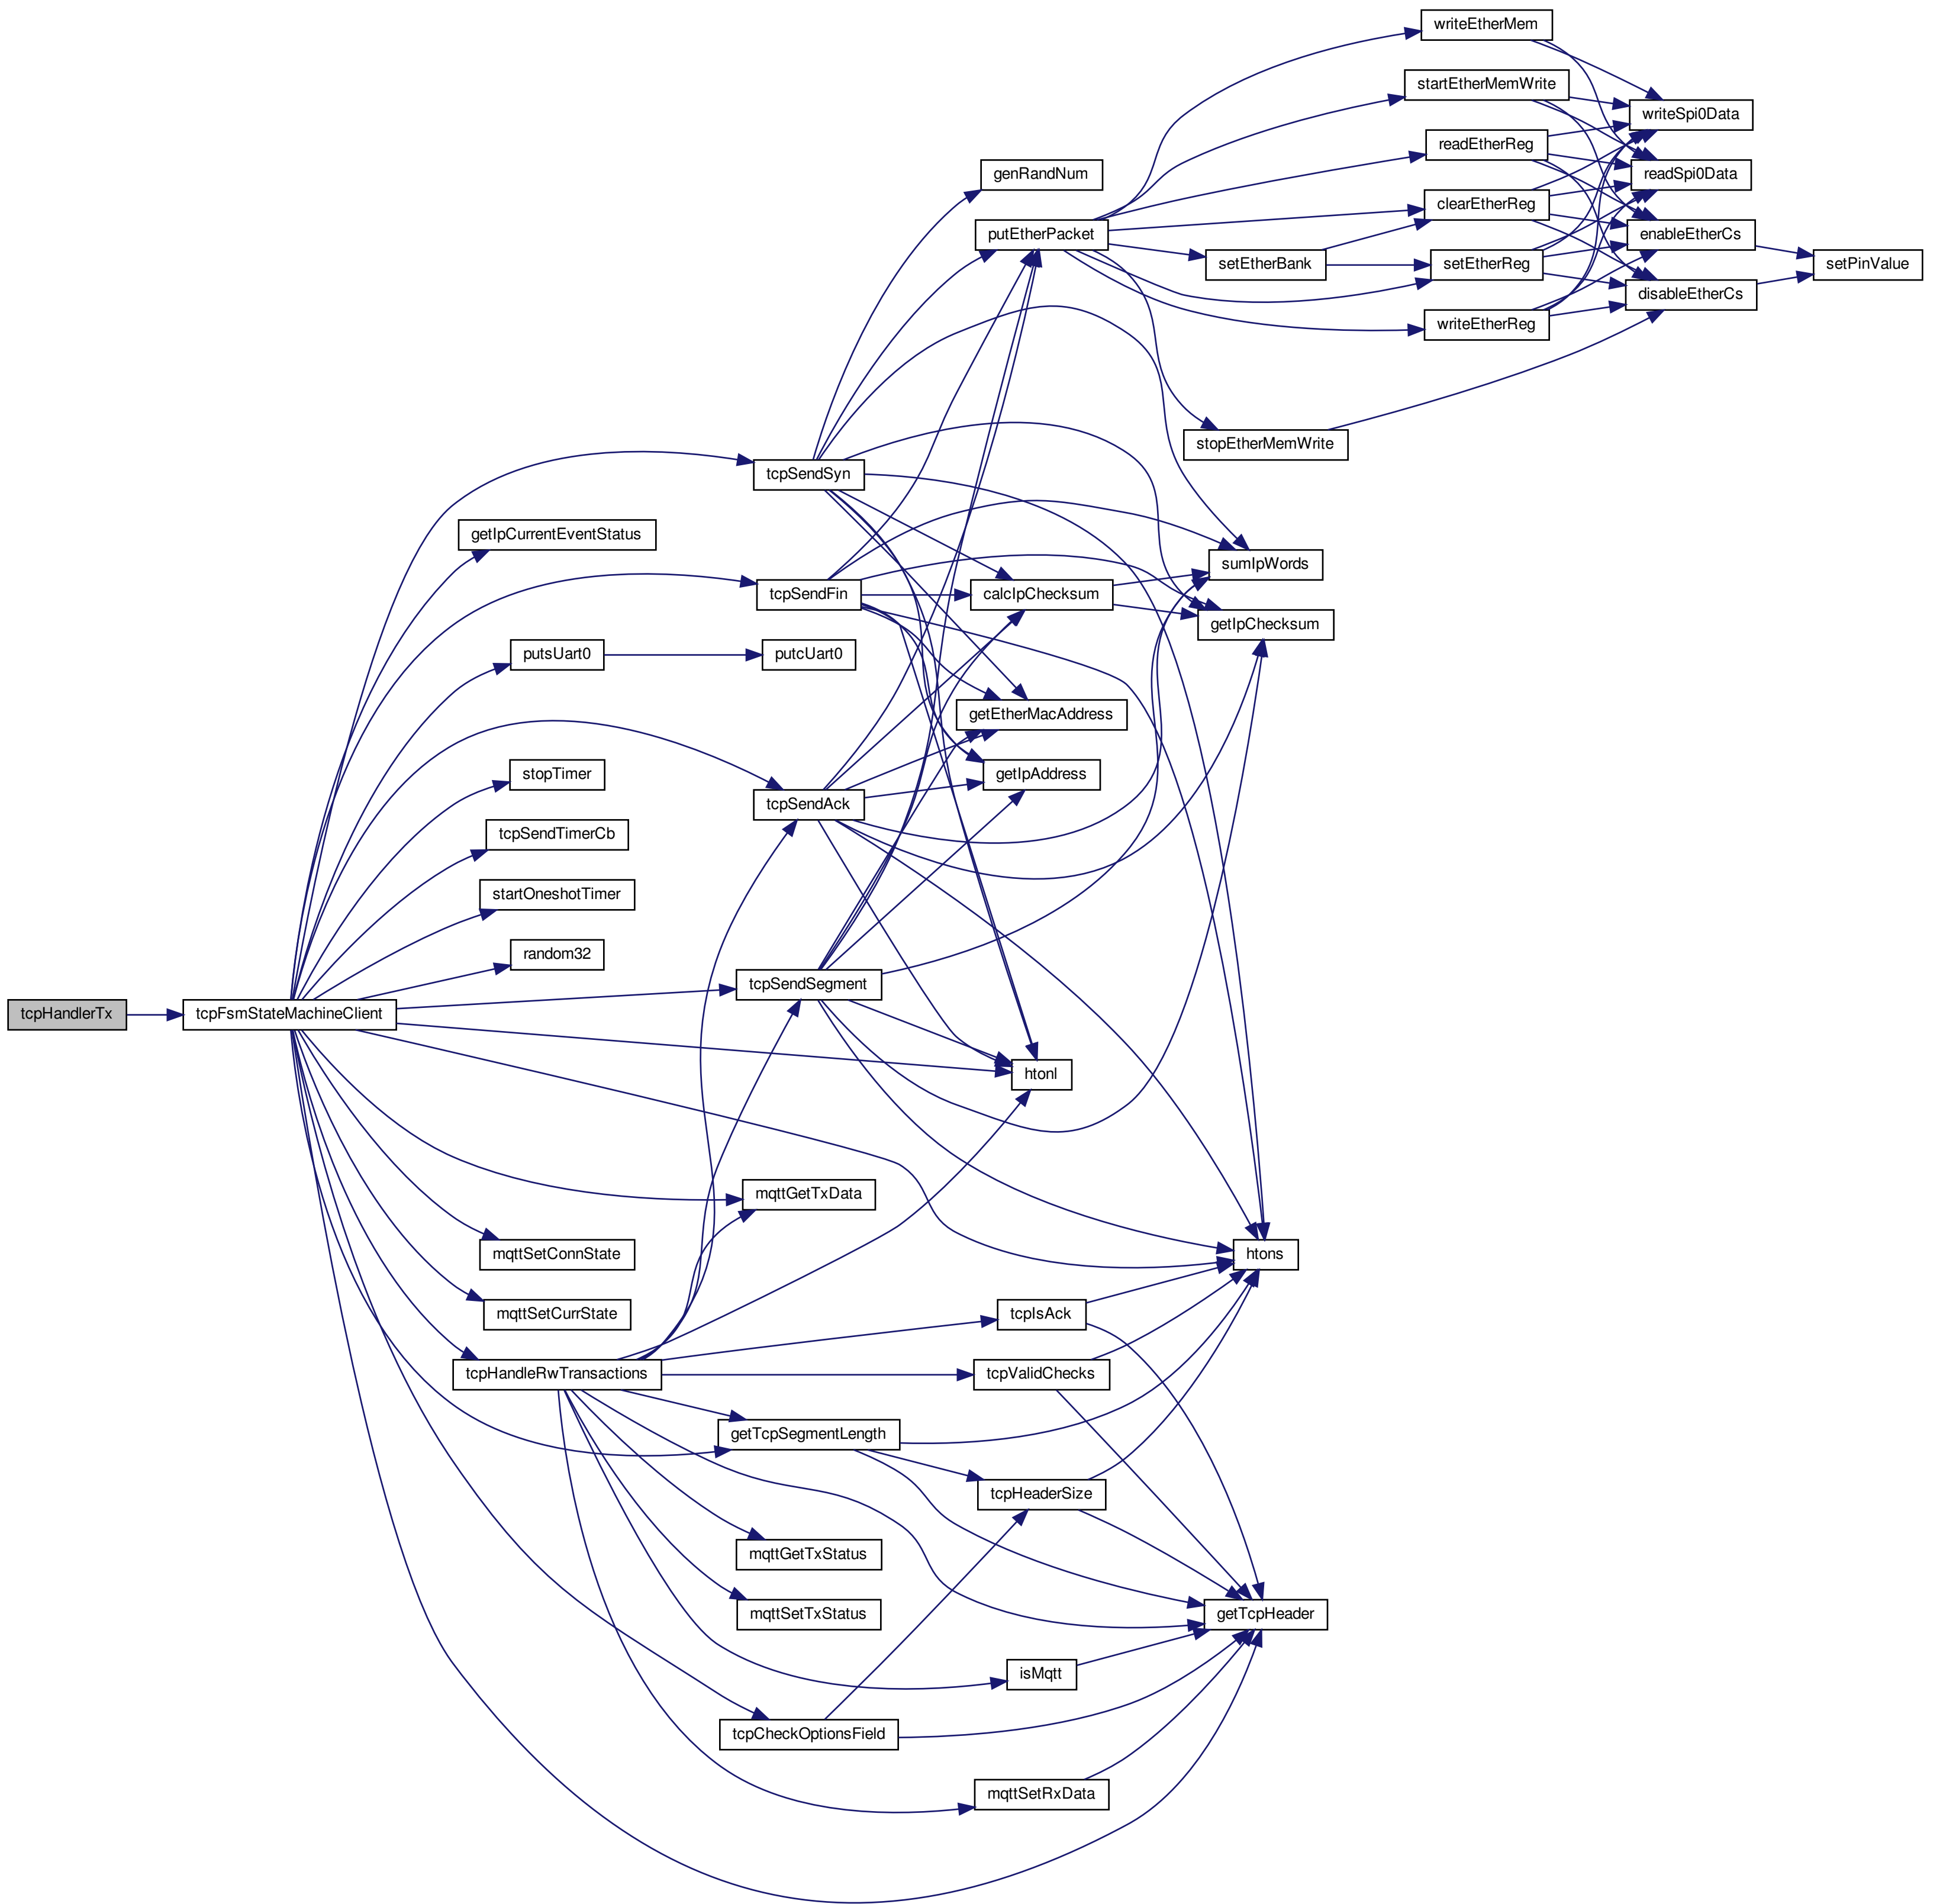 writeEtherMem
startEtherMemWrite
writeSpi0Data
readEtherReg
genRandNum
readSpi0Data
clearEtherReg
putEtherPacket
enableEtherCs
setEtherBank
setEtherReg
setPinValue
disableEtherCs
writeEtherReg
stopEtherMemWrite
tcpSendSyn
getIpCurrentEventStatus
sumIpWords
tcpSendFin
calcIpChecksum
getIpChecksum
putsUart0
putcUart0
getEtherMacAddress
stopTimer
getIpAddress
tcpSendAck
tcpSendTimerCb
startOneshotTimer
random32
tcpSendSegment
tcpHandlerTx
tcpFsmStateMachineClient
htonl
mqttGetTxData
mqttSetConnState
htons
mqttSetCurrState
tcpIsAck
tcpHandleRwTransactions
tcpValidChecks
getTcpSegmentLength
tcpHeaderSize
mqttGetTxStatus
mqttSetTxStatus
getTcpHeader
isMqtt
tcpCheckOptionsField
mqttSetRxData